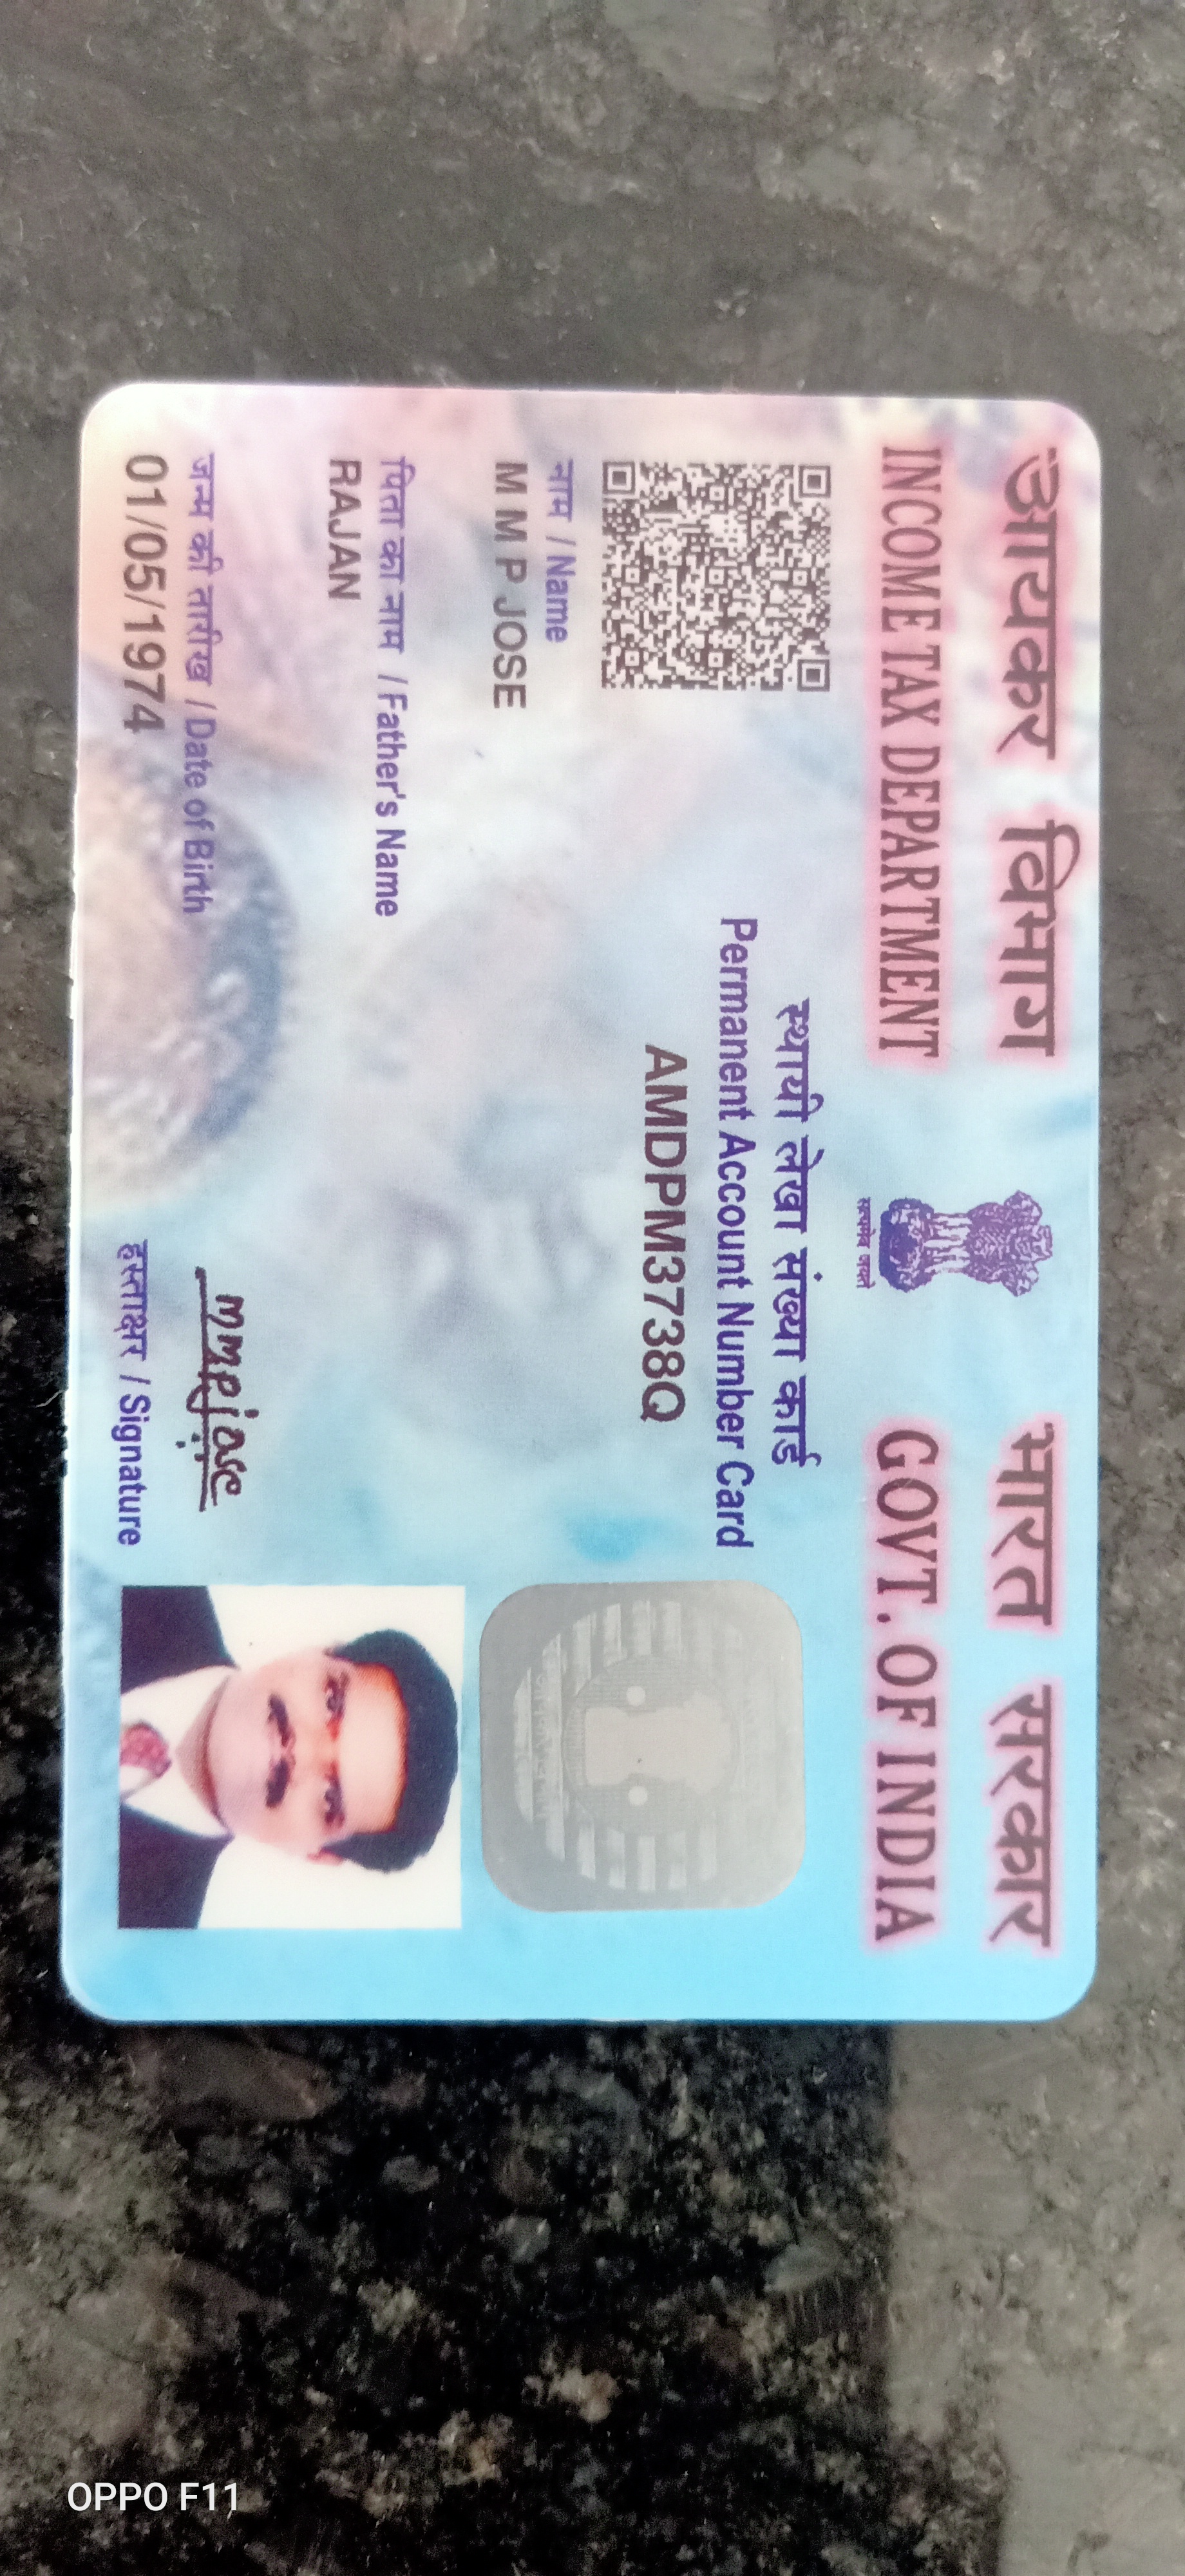 आयकर विभाग
INCOME TAX DEPARTMENT
सत्यमेव जयते
भारत सरकार
GOVT. OF INDIA
स्थायी लेखा संख्या कार्ड
Permanent Account Number Card
AMDPM3738Q
नाम / Name
M M P JOSE
पिता का नाम / Father's Name
RAJAN
जन्म की तारीख / Date of Birth
01/05/1974
mmpjose
हस्ताक्षर / Signature
OPPO F11